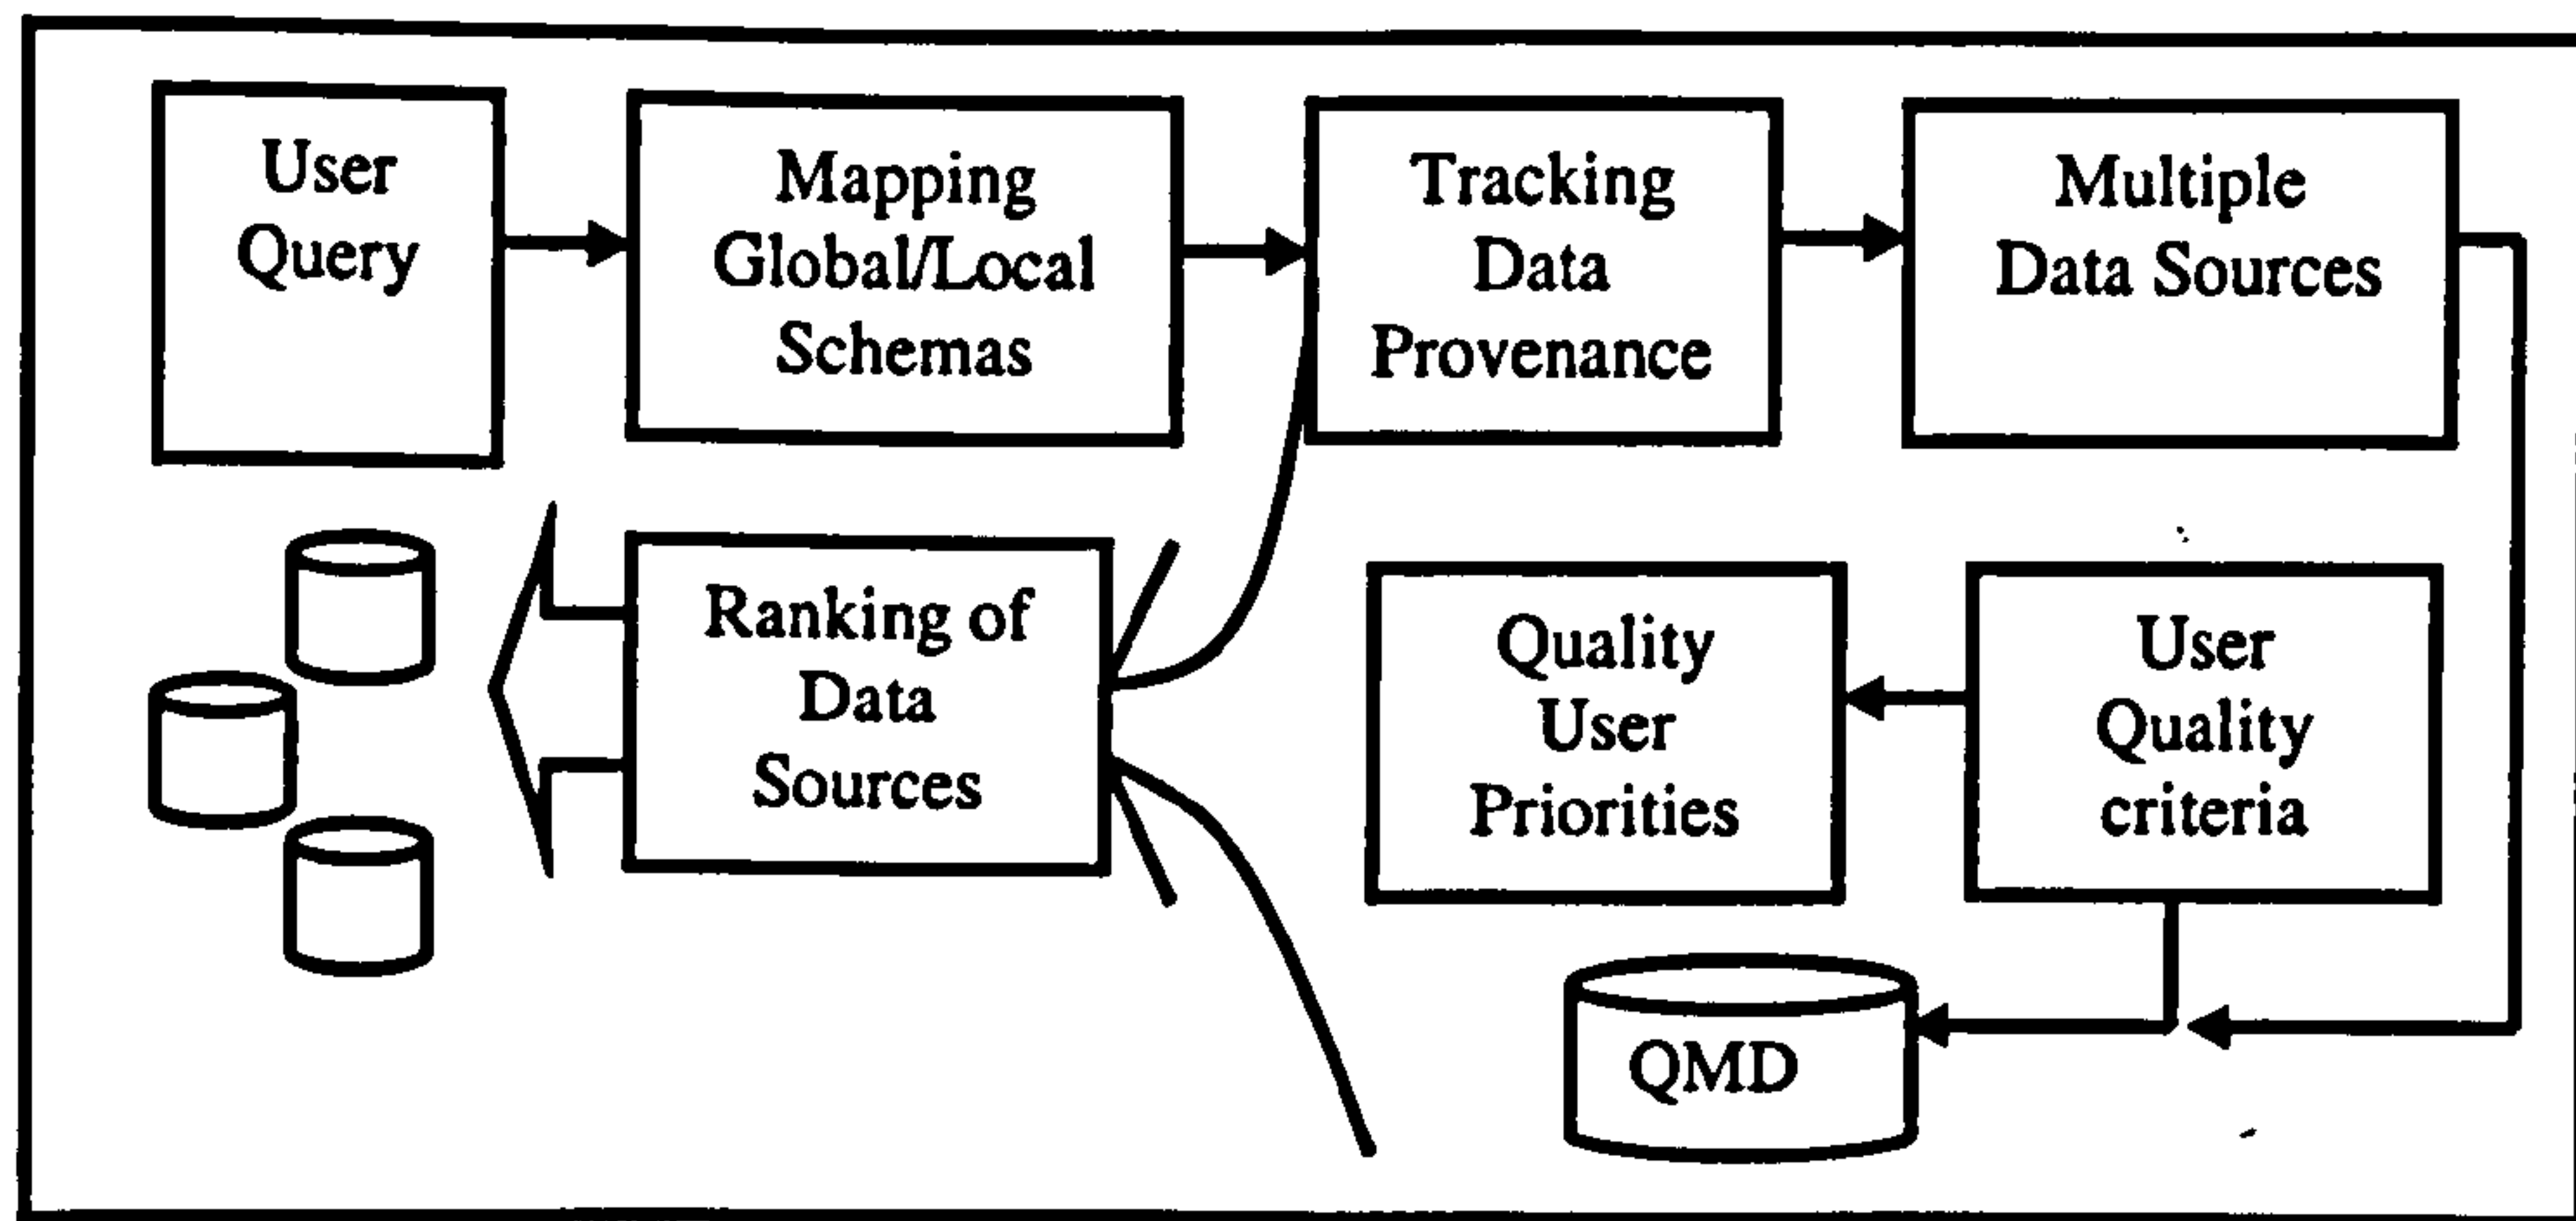 User
Query
Mapping
Global/Local
Schemas
Tracking
Data
Provenance
Multiple
Data Sources
Ranking of
Data
Sources
Quality
User
Priorities
User
Quality
criteria
QMD